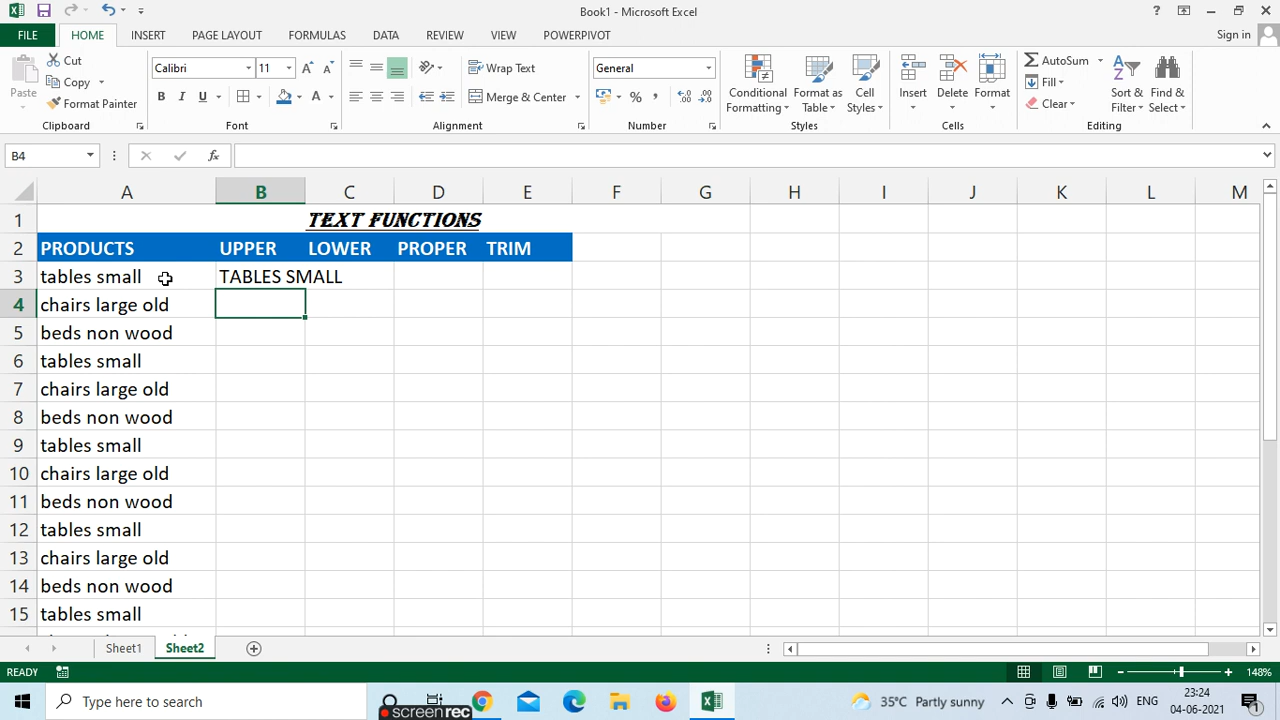 Book1 - Microsoft Excel
FILE HOME INSERT PAGE LAYOUT FORMULAS DATA REVIEW VIEW POWERPIVOT Sign in
Paste
Cut
Copy
Format Painter
Clipboard
Calibri 11
B I U
Font
Wrap Text
Merge & Center
Alignment
General
%
Number
Conditional Formatting
Format as Table
Cell Styles
Styles
Insert Delete Format
Cells
AutoSum
Fill
Clear
Sort & Filter
Find & Select
Editing
B4 fx
A B C D E F G H I J K L M
1 TEXT FUNCTIONS
2 PRODUCTS UPPER LOWER PROPER TRIM
3 tables small TABLES SMALL
4 chairs large old
5 beds non wood
6 tables small
7 chairs large old
8 beds non wood
9 tables small
10 chairs large old
11 beds non wood
12 tables small
13 chairs large old
14 beds non wood
15 tables small
Sheet1 Sheet2
READY 148%
Type here to search
screenrec
35°C Partly sunny
ENG
23:24
04-06-2021